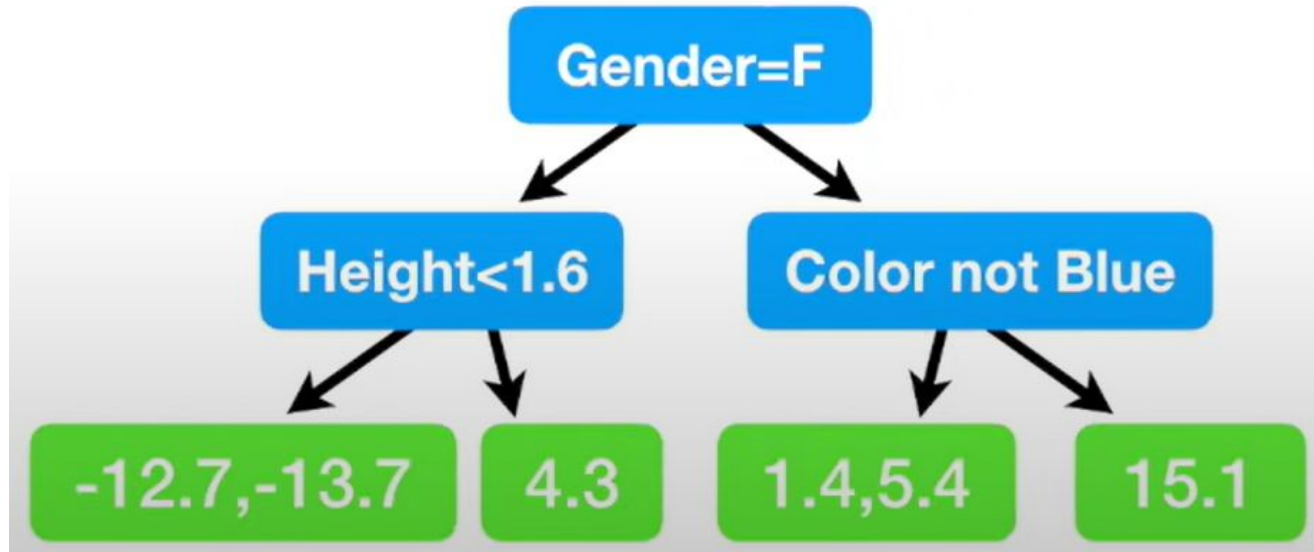 Gender=F
Height<1.6
Color not Blue
-12.7,-13.7
4.3
1.4,5.4
15.1